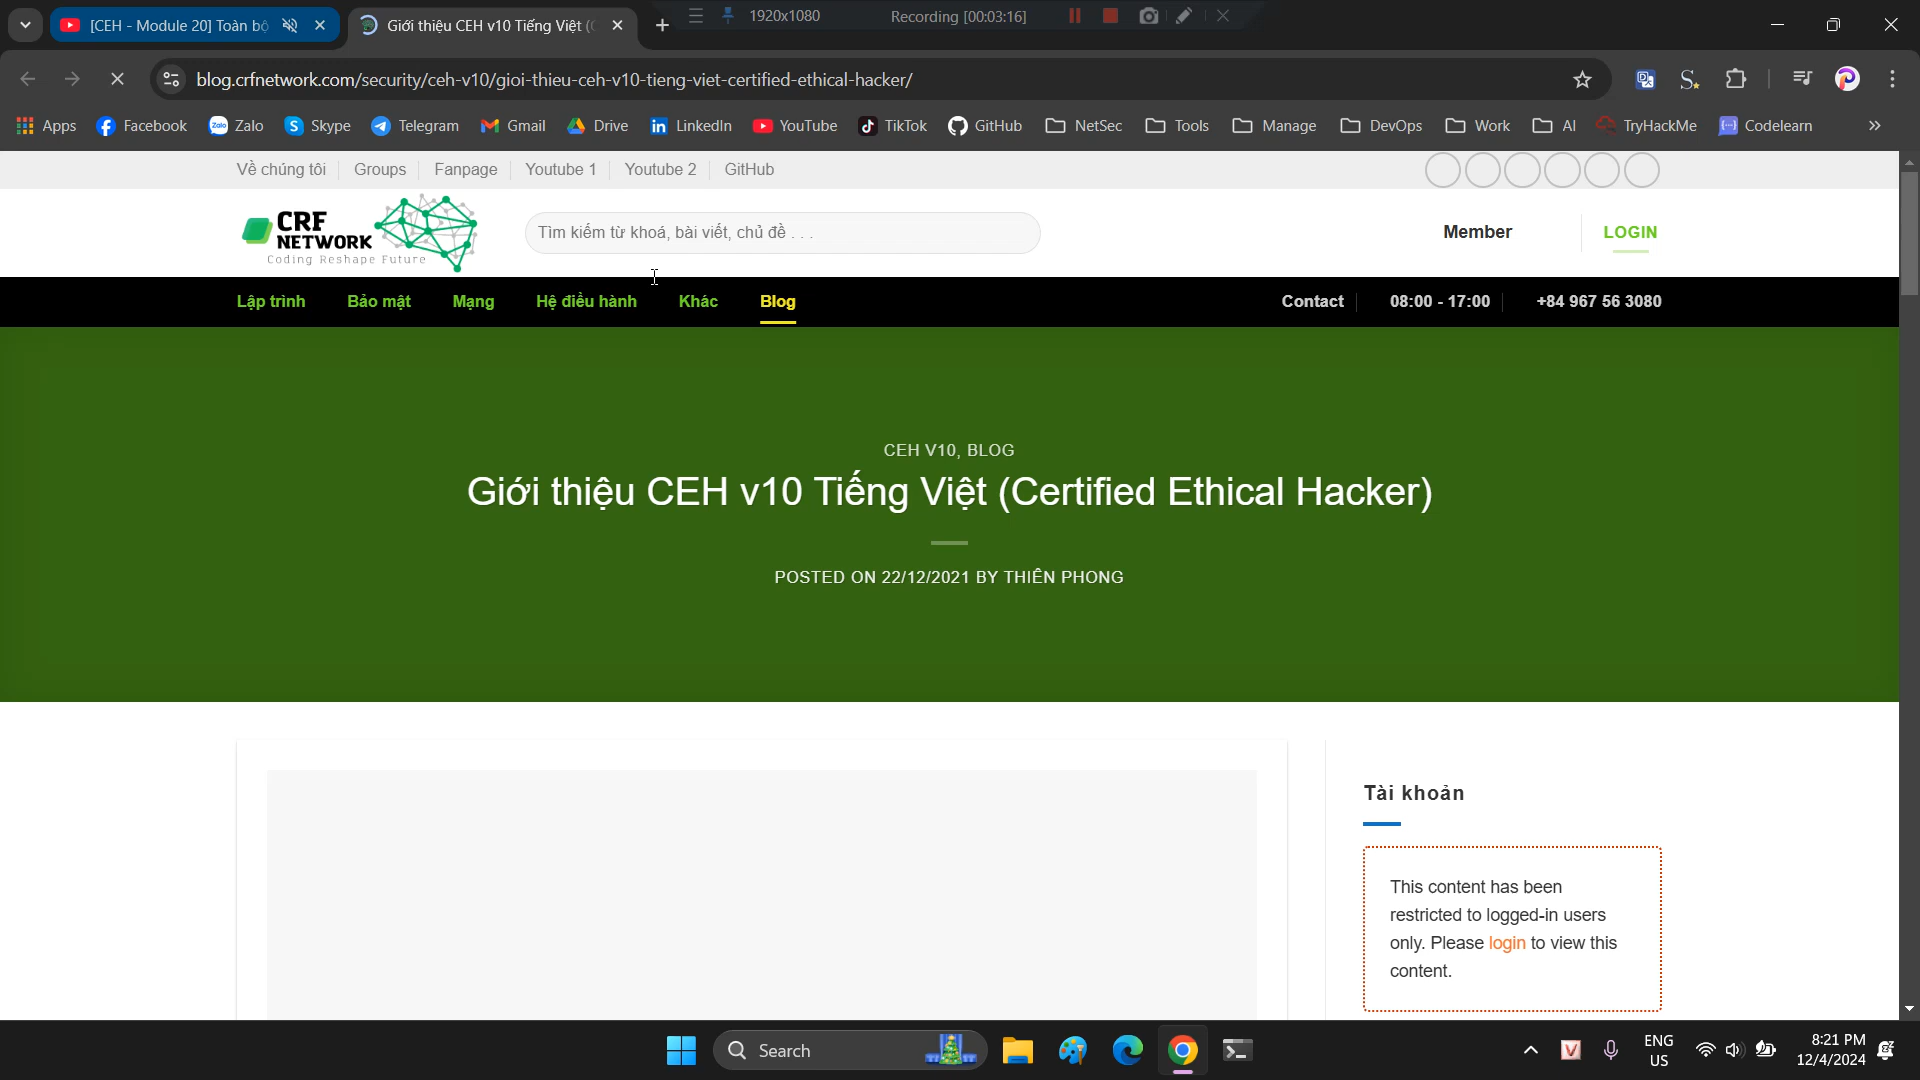 [CEH - Module 20] Toàn bộ
Giới thiệu CEH v10 Tiếng Việt (
1920x1080
Recording [00:03:16]
blog.crfnetwork.com/security/ceh-v10/gioi-thieu-ceh-v10-tieng-viet-certified-ethical-hacker/
Apps Facebook Zalo Skype Telegram Gmail Drive LinkedIn YouTube TikTok GitHub NetSec Tools Manage DevOps Work AI TryHackMe Codelearn
Về chúng tôi Groups Fanpage Youtube 1 Youtube 2 GitHub
CRF
NETWORK
Coding Reshape Future
Tìm kiếm từ khoá, bài viết, chủ đề . . .
Member LOGIN
Lập trình Bảo mật Mạng Hệ điều hành Khác Blog Contact 08:00 - 17:00 +84 967 56 3080
CEH V10, BLOG
Giới thiệu CEH v10 Tiếng Việt (Certified Ethical Hacker)
POSTED ON 22/12/2021 BY THIÊN PHONG
Tài khoản
This content has been
restricted to logged-in users
only. Please login to view this
content.
Search
ENG
US
8:21 PM
12/4/2024